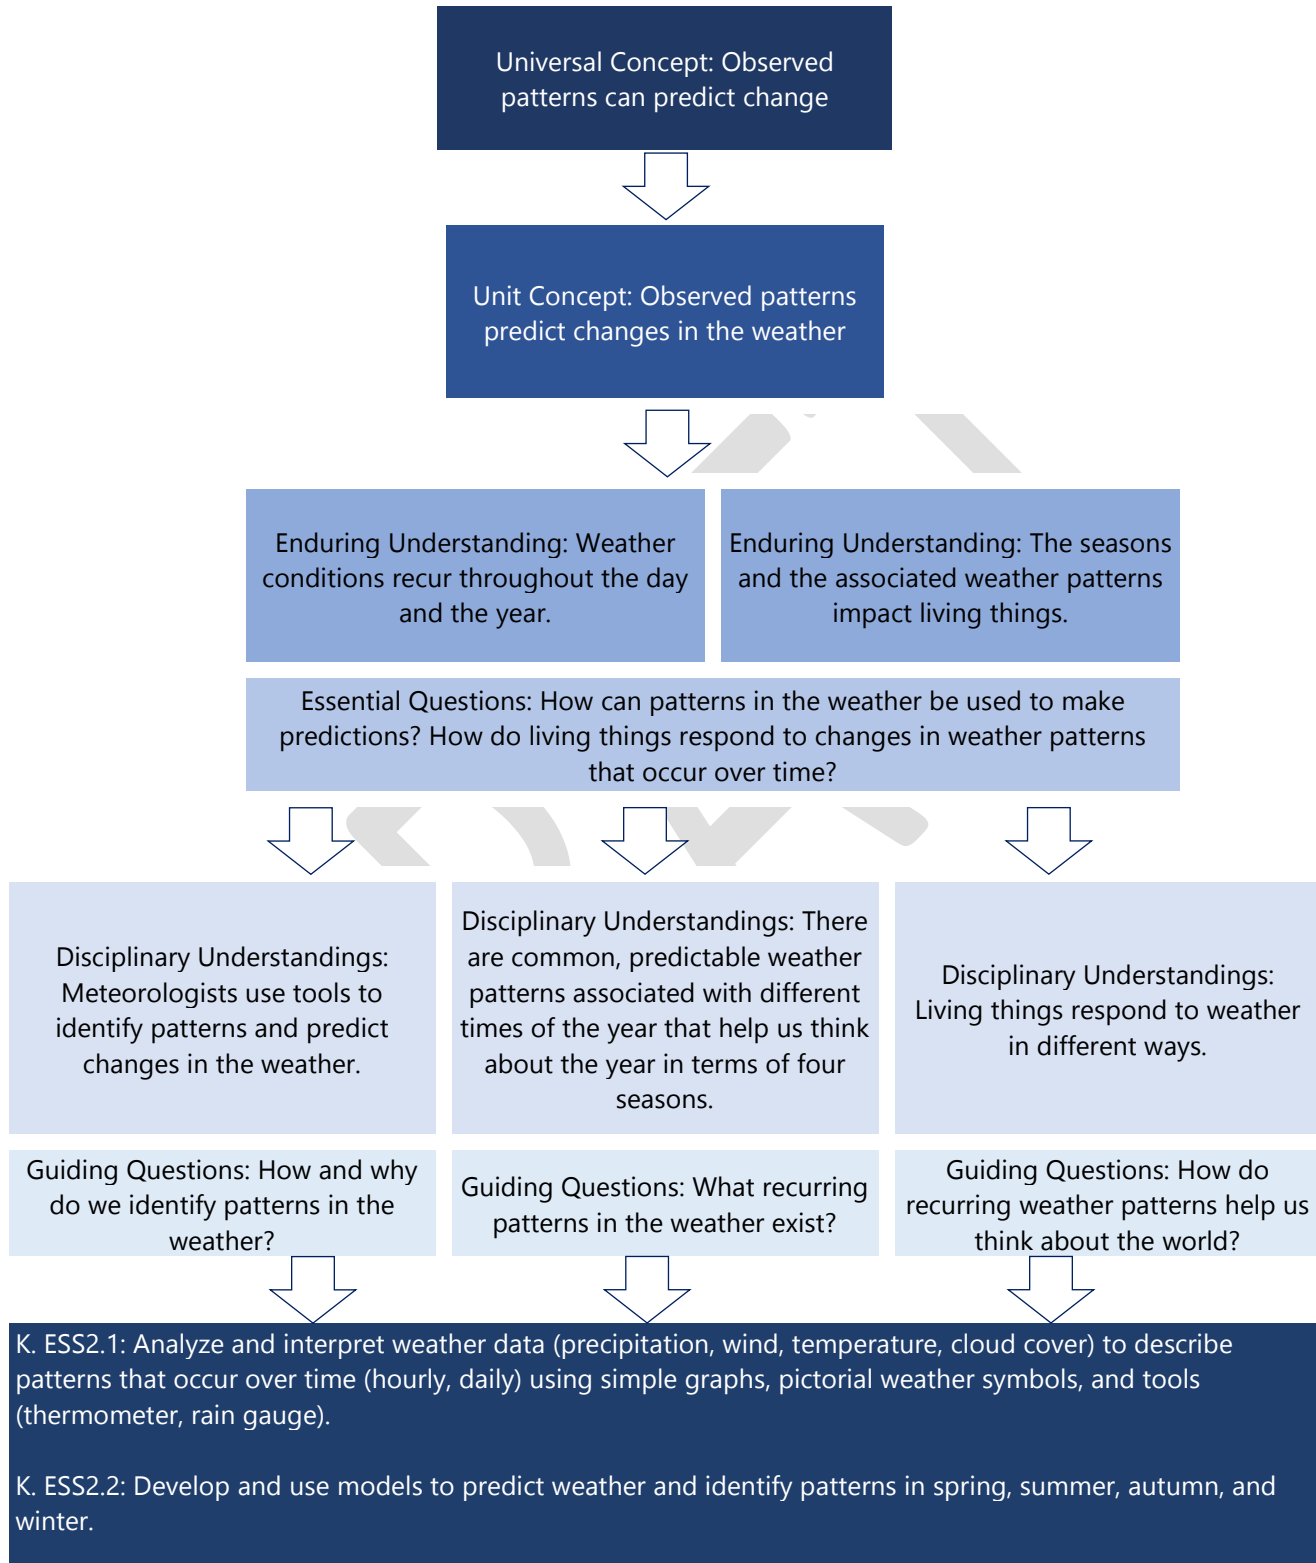 Universal Concept: Observed
patterns can predict change
Unit Concept: Observed patterns
predict changes in the weather
Enduring Understanding: Weather
conditions recur throughout the day
and the year.
Enduring Understanding: The seasons
and the associated weather patterns
impact living things.
Essential Questions: How can patterns in the weather be used to make
predictions? How do living things respond to changes in weather patterns
that occur over time?
Disciplinary Understandings:
Meteorologists use tools to
identify patterns and predict
changes in the weather.
Disciplinary Understandings: There
are common, predictable weather
patterns associated with different
times of the year that help us think
about the year in terms of four
seasons.
Disciplinary Understandings:
Living things respond to weather
in different ways.
Guiding Questions: How and why
do we identify patterns in the
weather?
Guiding Questions: What recurring
patterns in the weather exist?
Guiding Questions: How do
recurring weather patterns help us
think about the world?
K. ESS2.1: Analyze and interpret weather data (precipitation, wind, temperature, cloud cover) to describe
patterns that occur over time (hourly, daily) using simple graphs, pictorial weather symbols, and tools
(thermometer, rain gauge).
K. ESS2.2: Develop and use models to predict weather and identify patterns in spring, summer, autumn, and
winter.